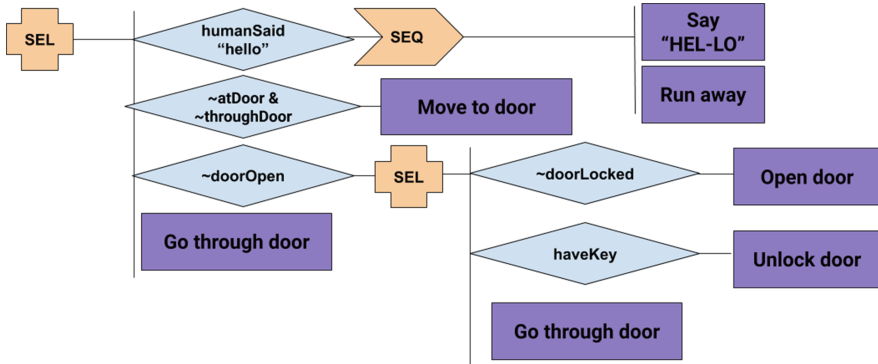 SEL
humanSaid
“hello”
SEQ
Say
“HEL-LO”
Run away
~atDoor &
~throughDoor
Move to door
~doorOpen
SEL
~doorLocked
Open door
Go through door
haveKey
Unlock door
Go through door